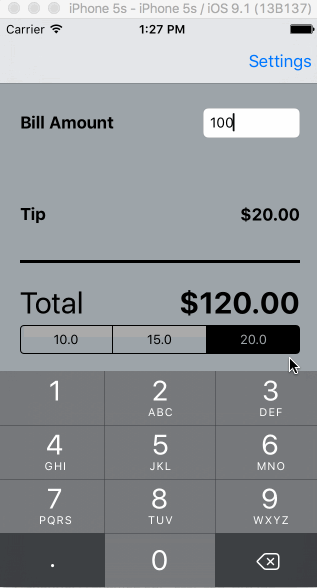 iPhone 5s - iPhone 5s / iOS 9.1 (13B137)
Carrier 1:27 PM
Settings
Bill Amount 100
Tip $20.00
Total $120.00
10.0 15.0 20.0
1 2 3
ABC DEF
4 5 6
GHI JKL MNO
7 8 9
PQRS TUV WXYZ
. 0